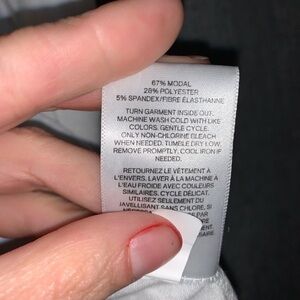 67% MODAL
28% POLYESTER
5% SPANDEX/FIBRE ÉLASTHANNE
TURN GARMENT INSIDE OUT.
MACHINE WASH COLD WITH LIKE
COLORS. GENTLE CYCLE.
ONLY NON-CHLORINE BLEACH
WHEN NEEDED. TUMBLE DRY LOW.
REMOVE PROMPTLY. COOL IRON IF
NEEDED.
RETOURNEZ LE VÊTEMENT À
L'ENVERS. LAVER À LA MACHINE À
L'EAU FROIDE AVEC COULEURS
SIMILAIRES. CYCLE DÉLICAT.
UTILISEZ SEULEMENT DU
JAVELLISANT SANS CHLORE, SI
PAR